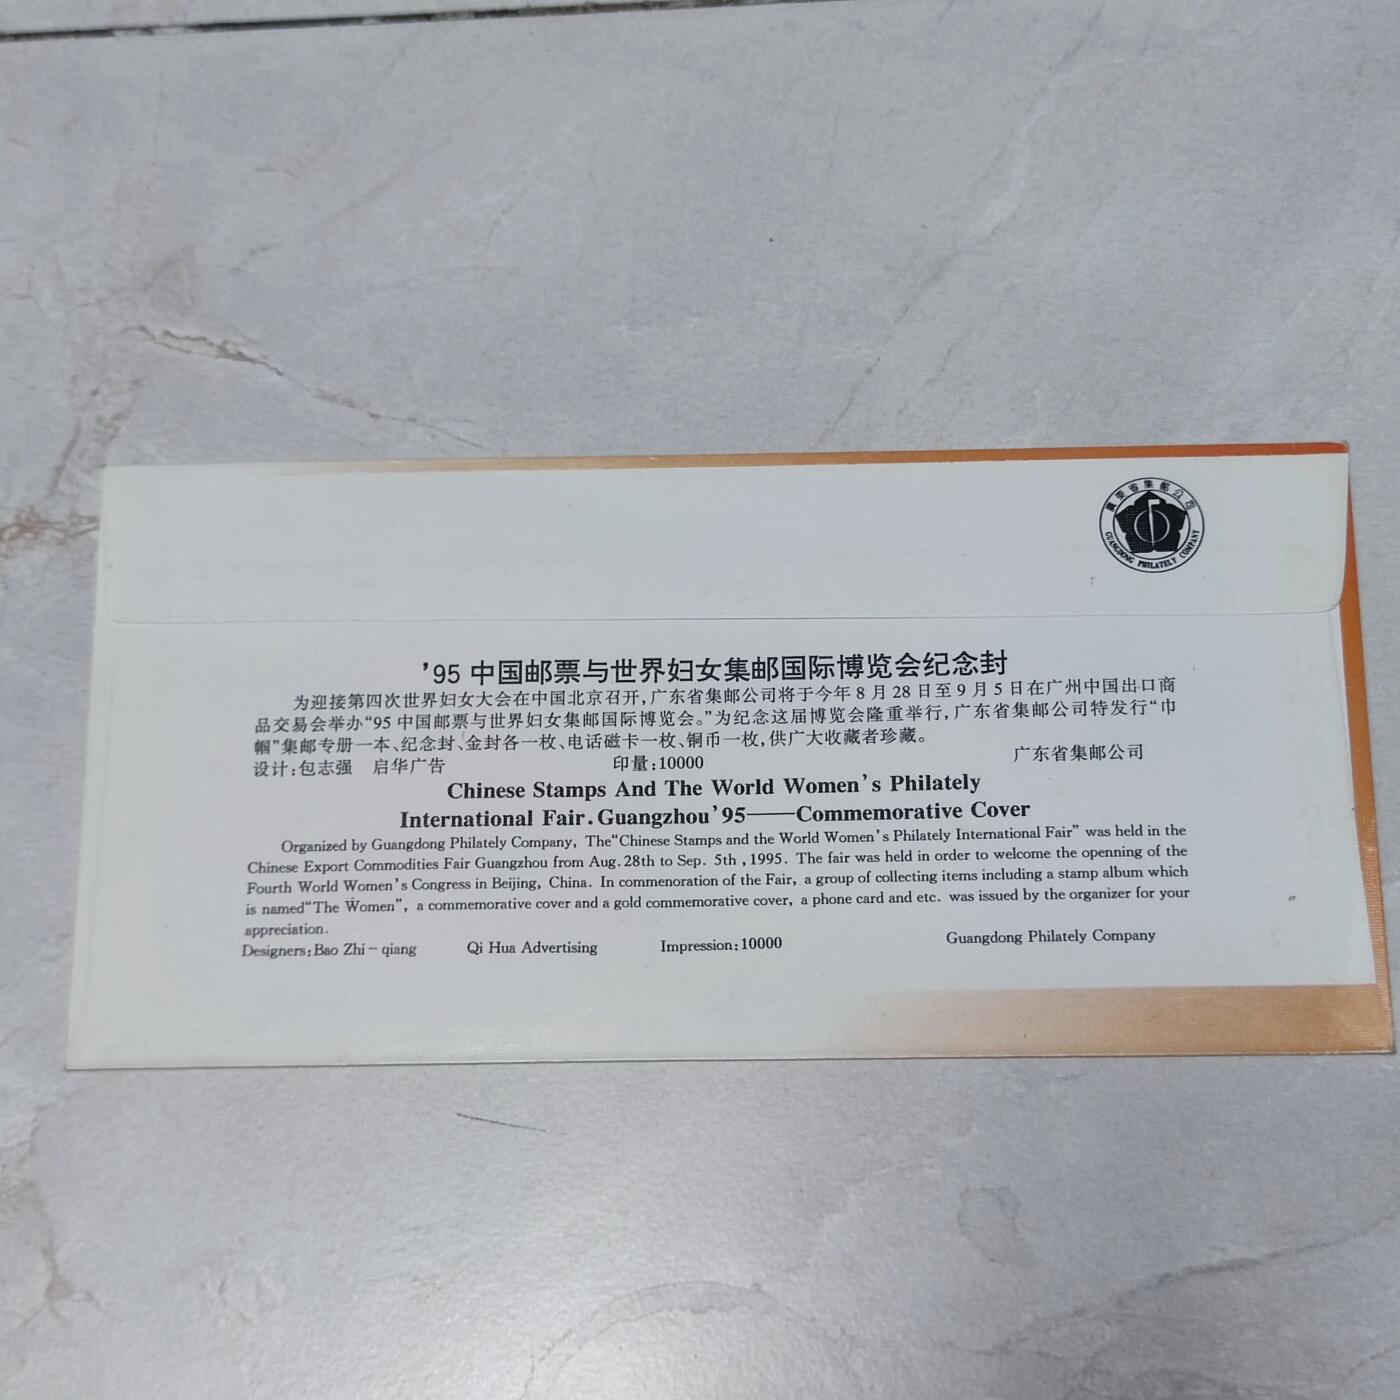 廣東省集郵公司
GUANGDONG PHILATELY COMPANY
’95 中国邮票与世界妇女集邮国际博览会纪念封
为迎接第四次世界妇女大会在中国北京召开,广东省集邮公司将于今年 8 月 28 日至 9 月 5 日在广州中国出口商
品交易会举办“95 中国邮票与世界妇女集邮国际博览会。”为纪念这届博览会隆重举行,广东省集邮公司特发行“巾
帼”集邮专册一本、纪念封、金封各一枚、电话磁卡一枚、铜币一枚,供广大收藏者珍藏。
设计:包志强 启华广告 印量:10000 广东省集邮公司
Chinese Stamps And The World Women’s Philately
International Fair.Guangzhou’95——Commemorative Cover
Organized by Guangdong Philately Company, The“Chinese Stamps and the World Women’s Philately International Fair” was held in the
Chinese Export Commodities Fair Guangzhou from Aug.28th to Sep. 5th ,1995. The fair was held in order to welcome the openning of the
Fourth World Women’s Congress in Beijing, China. In commenoration of the Fair, a group of collecting items including a stamp album which
is named“The Women”, a commemorative cover and a gold commemorative cover, a phone card and etc. was issued by the organizer for your
appreciation.
Designers:Bao Zhi－qiang Qi Hua Advertising Impression:10000 Guangdong Philately Company